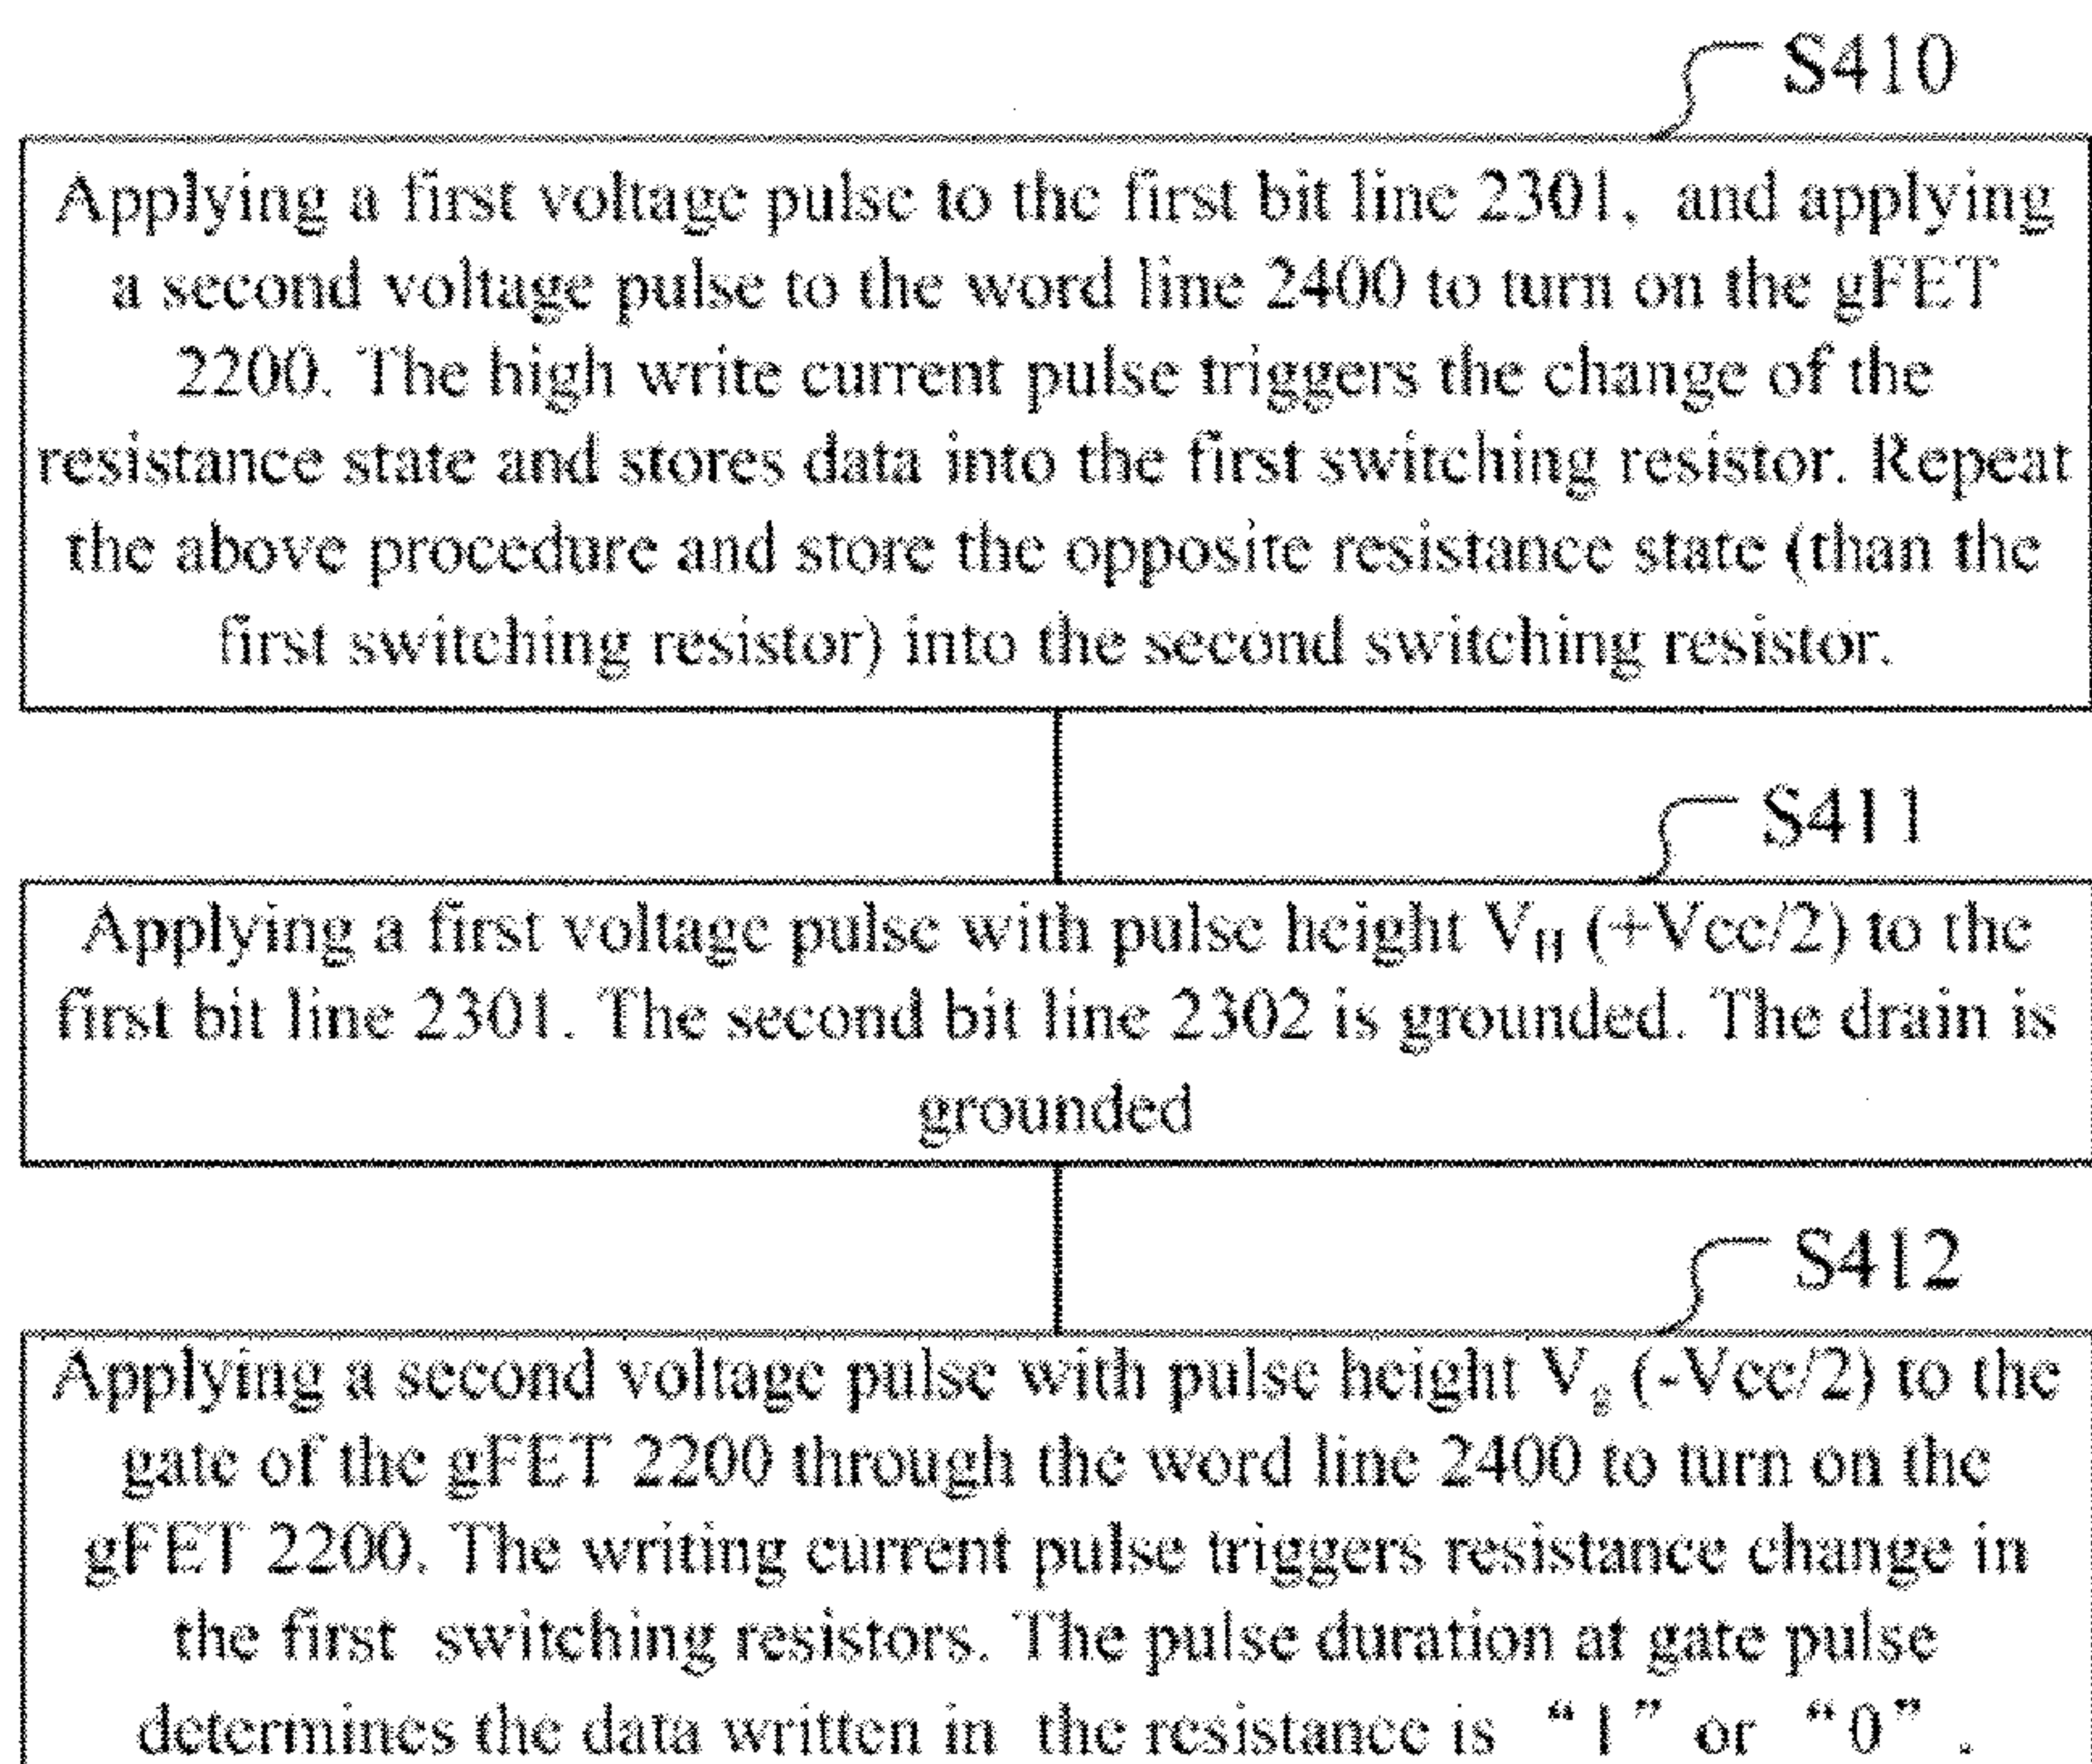 S410
Applying a first voltage pulse to the first bit line 2301, and applying
a second voltage pulse to the word line 2400 to turn on the gFET
2200. The high write current pulse triggers the change of the
resistance state and stores data into the first switching resistor. Repeat
the above procedure and store the opposite resistance state (than the
first switching resistor) into the second switching resistor.
S411
Applying a first voltage pulse with pulse height V_H (+Vcc/2) to the
first bit line 2301. The second bit line 2302 is grounded. The drain is
grounded
S412
Applying a second voltage pulse with pulse height V_g (-Vcc/2) to the
gate of the gFET 2200 through the word line 2400 to turn on the
gFET 2200. The writing current pulse triggers resistance change in
the first switching resistors. The pulse duration at gate pulse
determines the data written in the resistance is “1” or “0”.